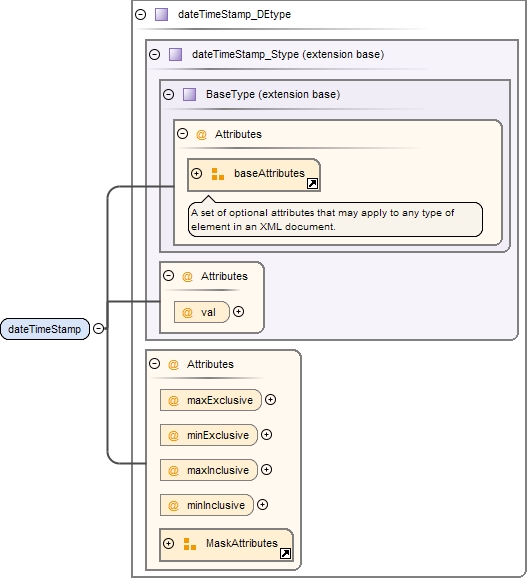 dateTimeStamp_DEtype
dateTimeStamp_Stype (extension base)
BaseType (extension base)
@ Attributes
baseAttributes
A set of optional attributes that may apply to any type of
element in an XML document.
@ Attributes
@ val
dateTimeStamp
@ Attributes
@ maxExclusive
@ minExclusive
@ maxInclusive
@ minInclusive
MaskAttributes